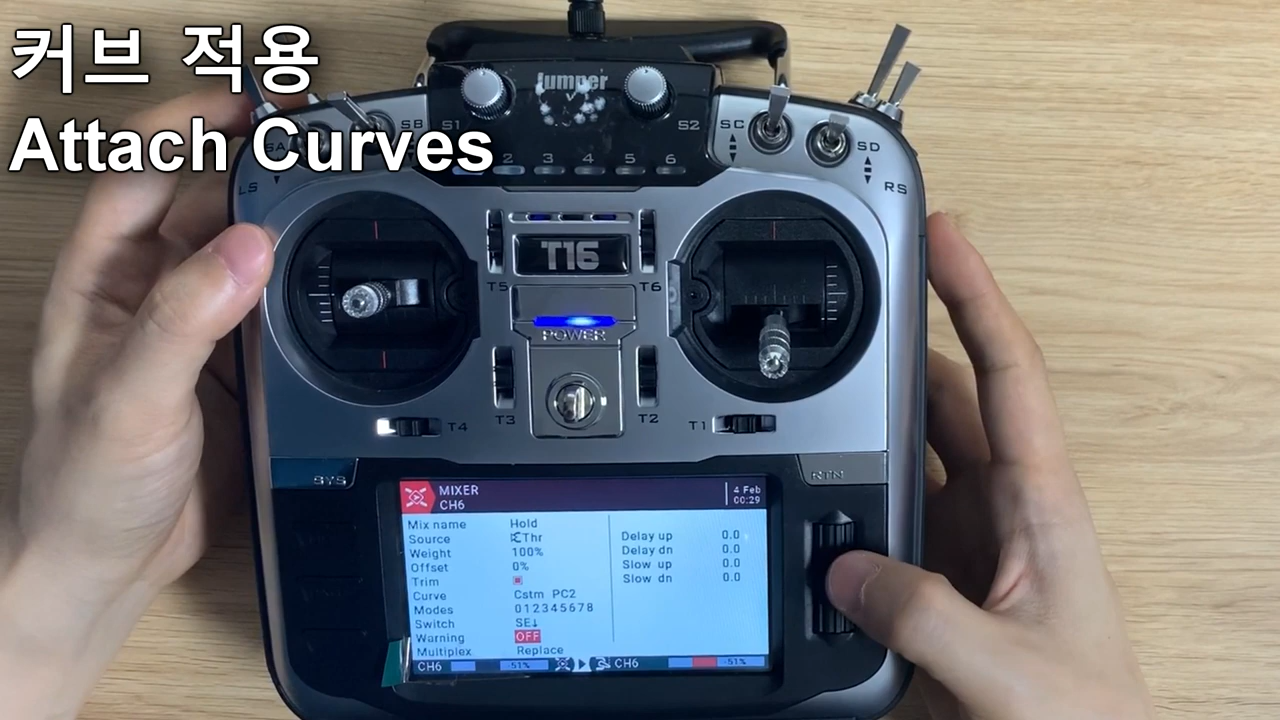 커브 적용
Attach Curves
Jumper
SA
SB
S1
S2
SC
SD
LS
RS
2 3 4 5 6
T16
T5
T6
POWER
T3
T2
T4
T1
SYS
RTN
MIXER
CH6
4 Feb
00:29
Mix name Hold
Source Thr
Weight 100%
Offset 0%
Trim
Curve Cstm PC2
Modes 012345678
Switch SE↓
Warning OFF
Multiplex Replace
Delay up 0.0
Delay dn 0.0
Slow up 0.0
Slow dn 0.0
CH6 -51% CH6 -51%